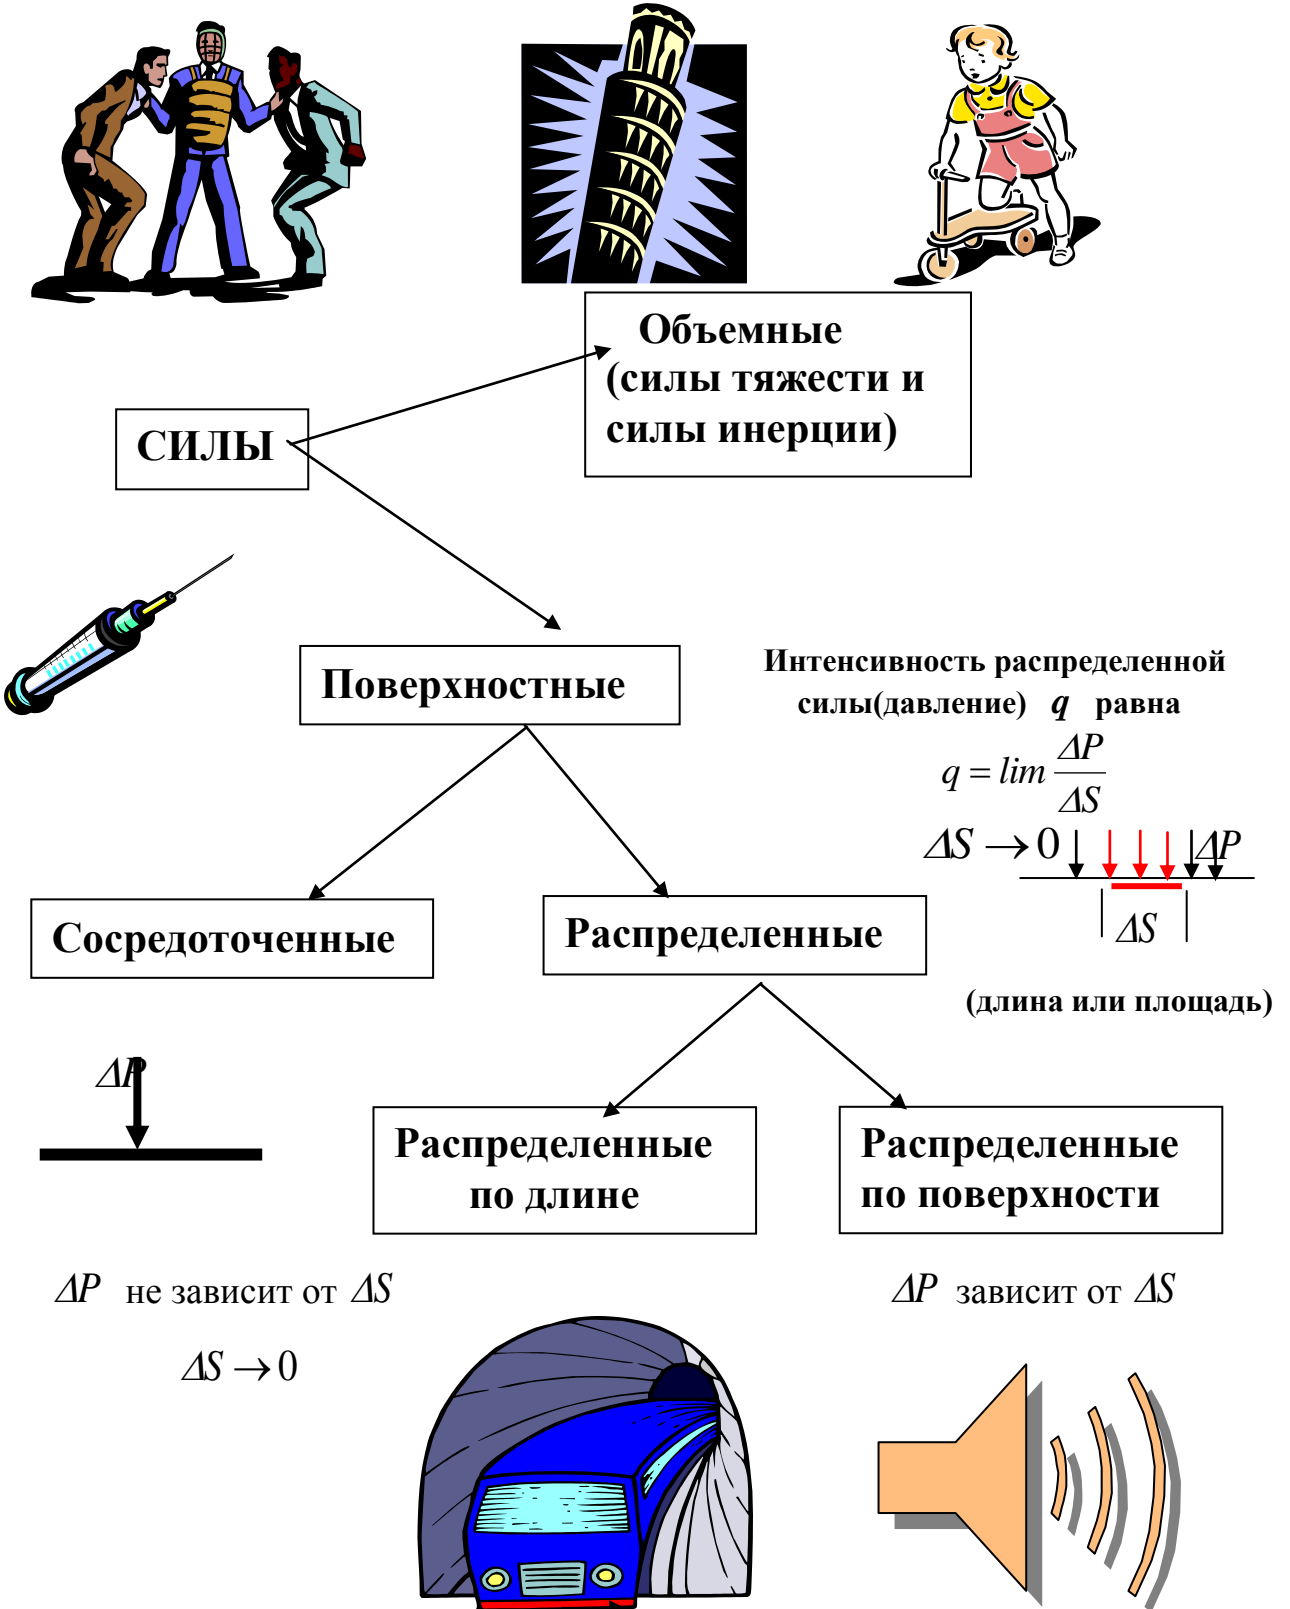 Объемные
(силы тяжести и
силы инерции)
СИЛЫ
Поверхностные
Интенсивность распределенной
силы(давление) q равна
q = lim ΔP/ΔS
ΔS → 0
ΔP
ΔS
Сосредоточенные
Распределенные
(длина или площадь)
ΔP
Распределенные
по длине
Распределенные
по поверхности
ΔP не зависит от ΔS
ΔS → 0
ΔP зависит от ΔS